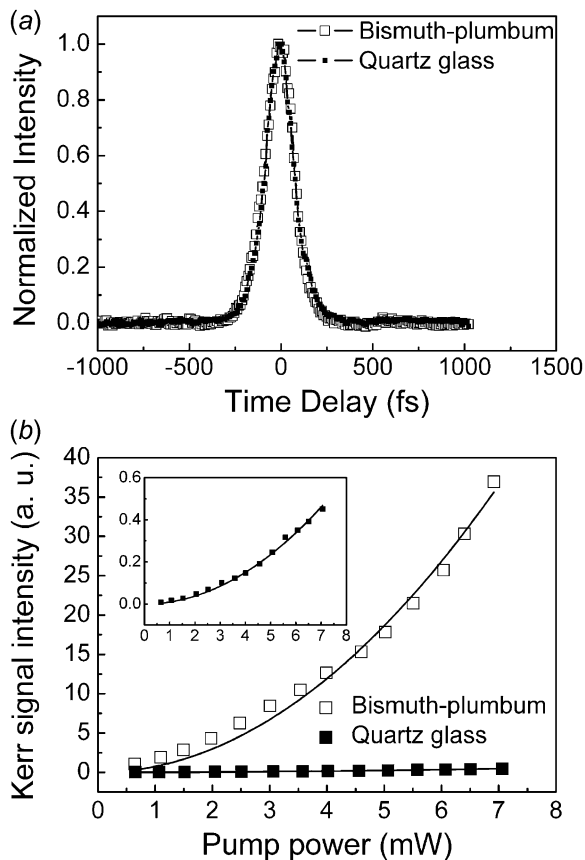 (a)
Bismuth-plumbum
Quartz glass
Normalized Intensity
1.0
0.8
0.6
0.4
0.2
0.0
-1000 -500 0 500 1000 1500
Time Delay (fs)
(b)
Kerr signal intensity (a. u.)
40
35
30
25
20
15
10
5
0
0.6
0.4
0.2
0.0
0 1 2 3 4 5 6 7 8
Bismuth-plumbum
Quartz glass
0 1 2 3 4 5 6 7 8
Pump power (mW)